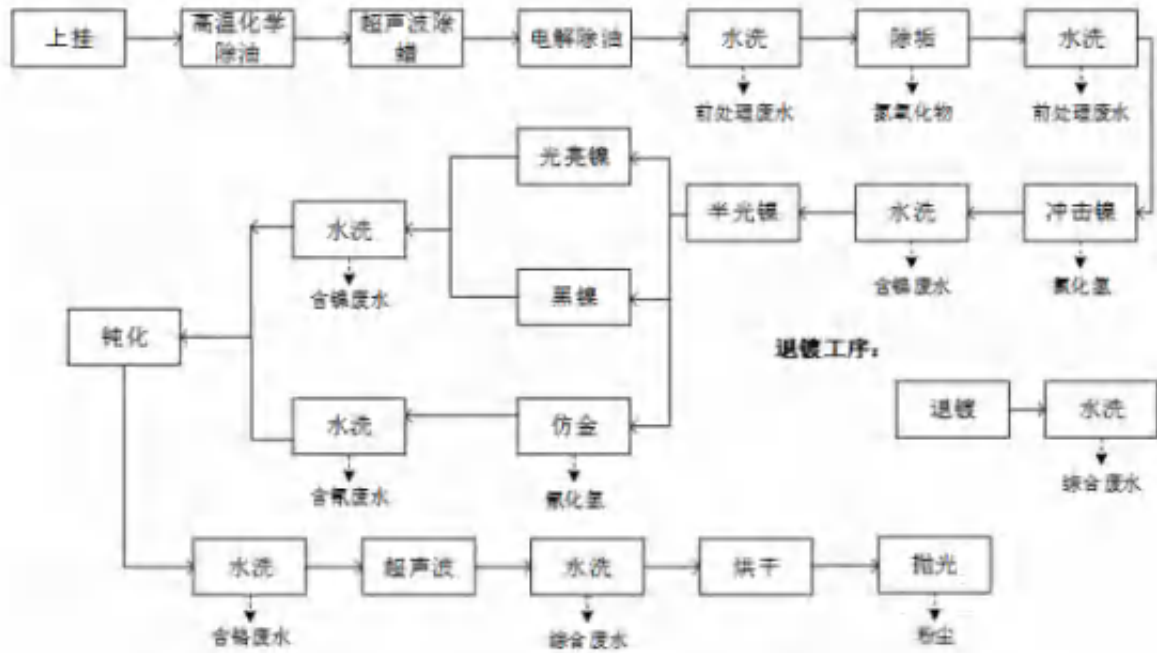 上挂
高温化学
除油
超声波除
蜡
电解除油
水洗
除垢
水洗
前处理废水
氮氧化物
前处理废水
光亮镍
半光镍
水洗
冲击镍
水洗
含镍废水
氯化氢
含镍废水
黑镍
钝化
退镀工序：
退镀
水洗
水洗
仿金
综合废水
含氰废水
氰化氢
水洗
超声波
水洗
烘干
抛光
含铬废水
综合废水
粉尘